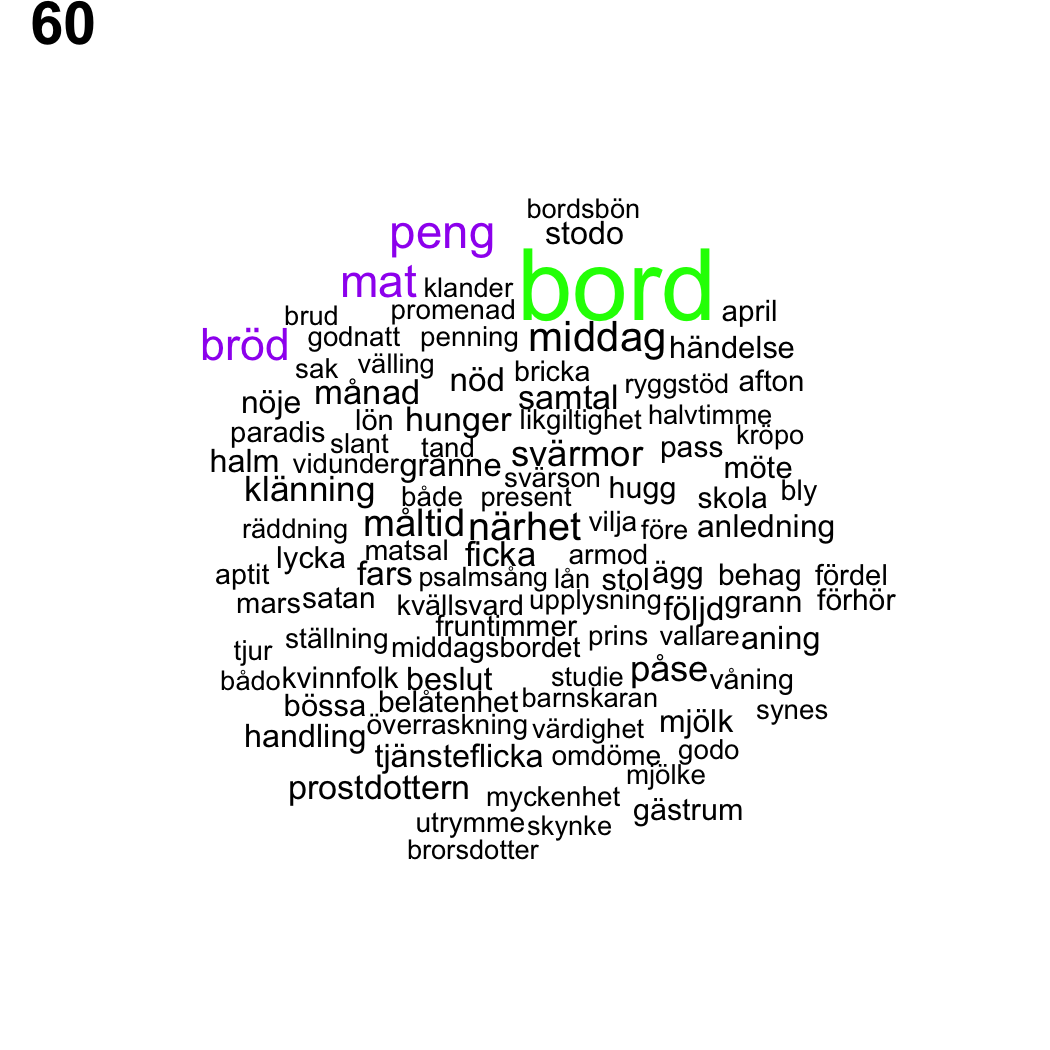 60
bordsbön
peng stodo
mat klander bord
brud promenad april
bröd godnatt penning middag händelse
sak välling
nöje månad nöd bricka ryggstöd afton
samtal
lön hunger likgiltighet halvtimme
paradis slant tand kröpo
halm vidunder granne svärmor pass möte
svärson
klänning både present hugg skola bly
räddning måltid närhet vilja före anledning
lycka matsal ficka armod
aptit fars psalmsång lån stol ägg behag fördel
mars satan kvällsvard upplysning följd grann förhör
fruntimmer
tjur ställning middagsbordet prins vallare aning
bådo kvinnfolk beslut studie påse våning
bössa belåtenhet barnskaran synes
handling överraskning värdighet mjölk
tjänsteflicka omdöme godo
mjölke
prostdottern myckenhet gästrum
utrymme skynke
brorsdotter